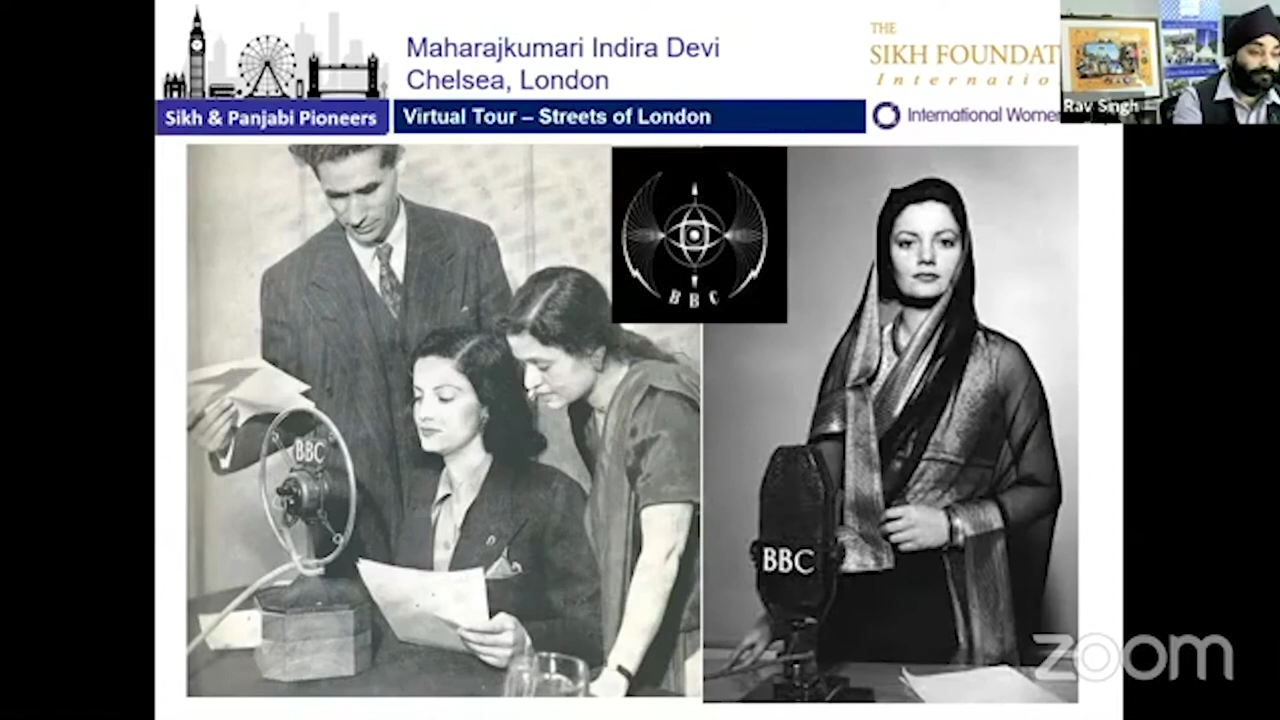 Maharajkumari Indira Devi
Chelsea, London
Sikh & Panjabi Pioneers
Virtual Tour – Streets of London
THE
SIKH FOUNDAT
Internatio
International Women
Rav Singh
BBC
BBC
BBC
zoom